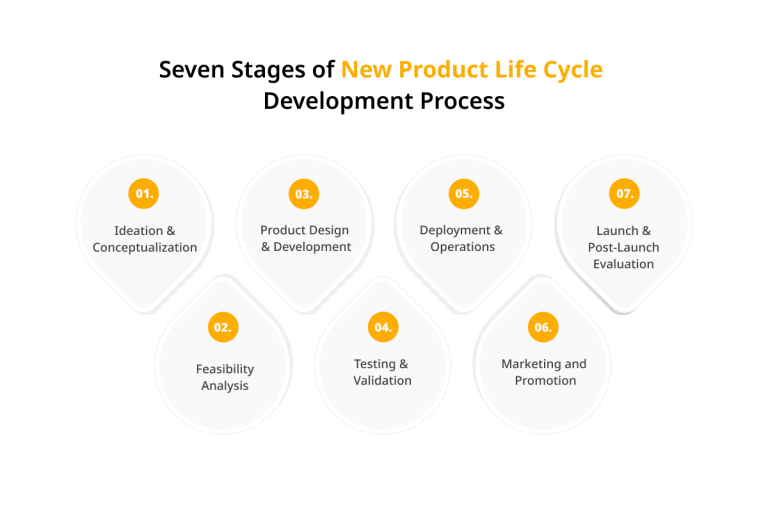 Seven Stages of New Product Life Cycle
Development Process
01.
Ideation &
Conceptualization
02.
Feasibility
Analysis
03.
Product Design
& Development
04.
Testing &
Validation
05.
Deployment &
Operations
06.
Marketing and
Promotion
07.
Launch &
Post-Launch
Evaluation